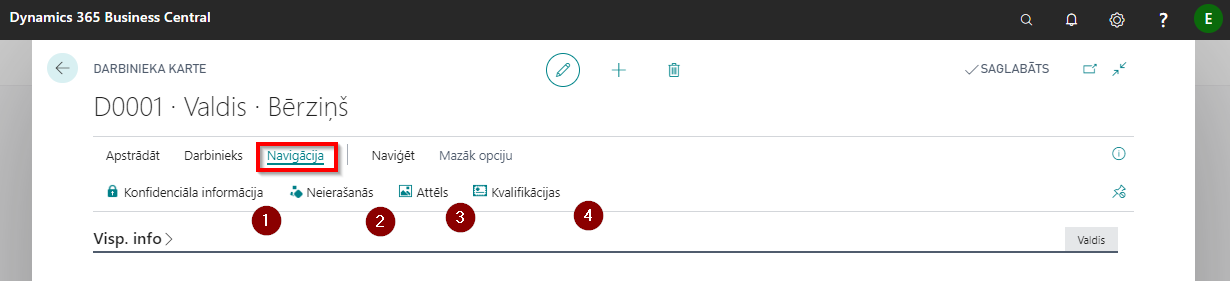 Dynamics 365 Business Central
? E
DARBINIEKA KARTE
SAGLABĀTS
D0001 · Valdis · Bērziņš
Apstrādāt Darbinieks Navigācija Naviģēt Mazāk opciju
Konfidenciāla informācija Neierašanās Attēls Kvalifikācijas
1 2 3 4
Visp. info
Valdis